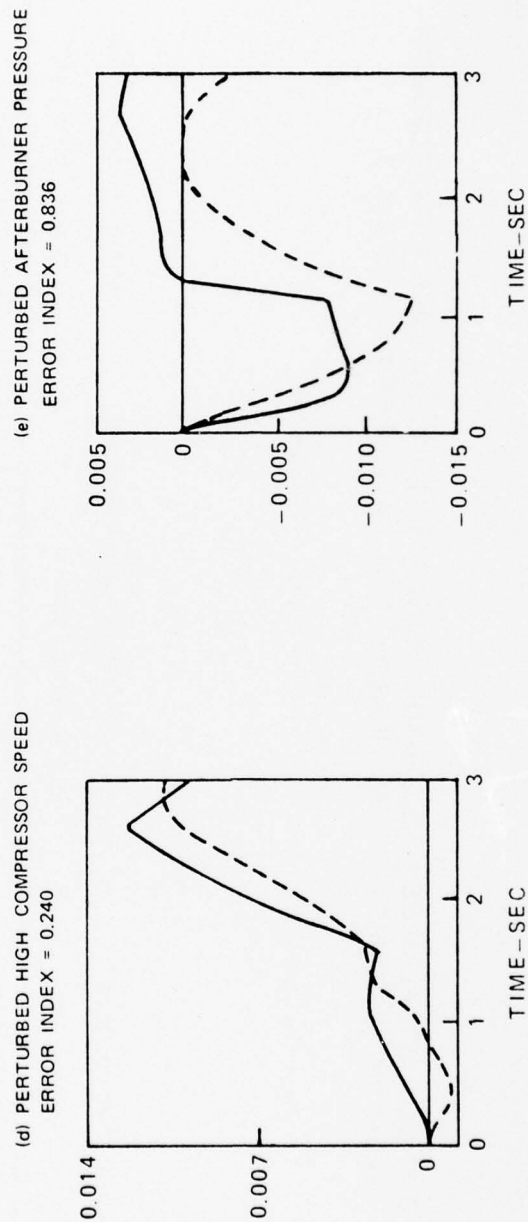 (d) PERTURBED HIGH COMPRESSOR SPEED
ERROR INDEX = 0.240
0.014
0.007
0
0
1
2
3
TIME-SEC
(e) PERTURBED AFTERBURNER PRESSURE
ERROR INDEX = 0.836
0.005
0
-0.005
-0.010
-0.015
0
1
2
3
TIME-SEC